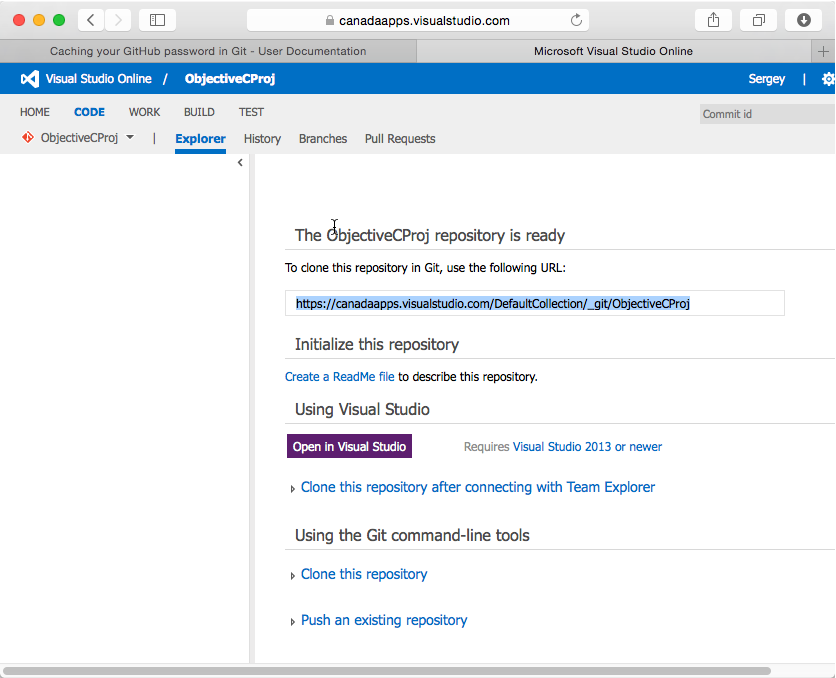 canadaapps.visualstudio.com
Caching your GitHub password in Git - User Documentation
Microsoft Visual Studio Online
Visual Studio Online / ObjectiveCProj
Sergey |
HOME CODE WORK BUILD TEST
Commit id
ObjectiveCProj | Explorer History Branches Pull Requests
The ObjectiveCProj repository is ready
To clone this repository in Git, use the following URL:
https://canadaapps.visualstudio.com/DefaultCollection/_git/ObjectiveCProj
Initialize this repository
Create a ReadMe file to describe this repository.
Using Visual Studio
Open in Visual Studio Requires Visual Studio 2013 or newer
Clone this repository after connecting with Team Explorer
Using the Git command-line tools
Clone this repository
Push an existing repository